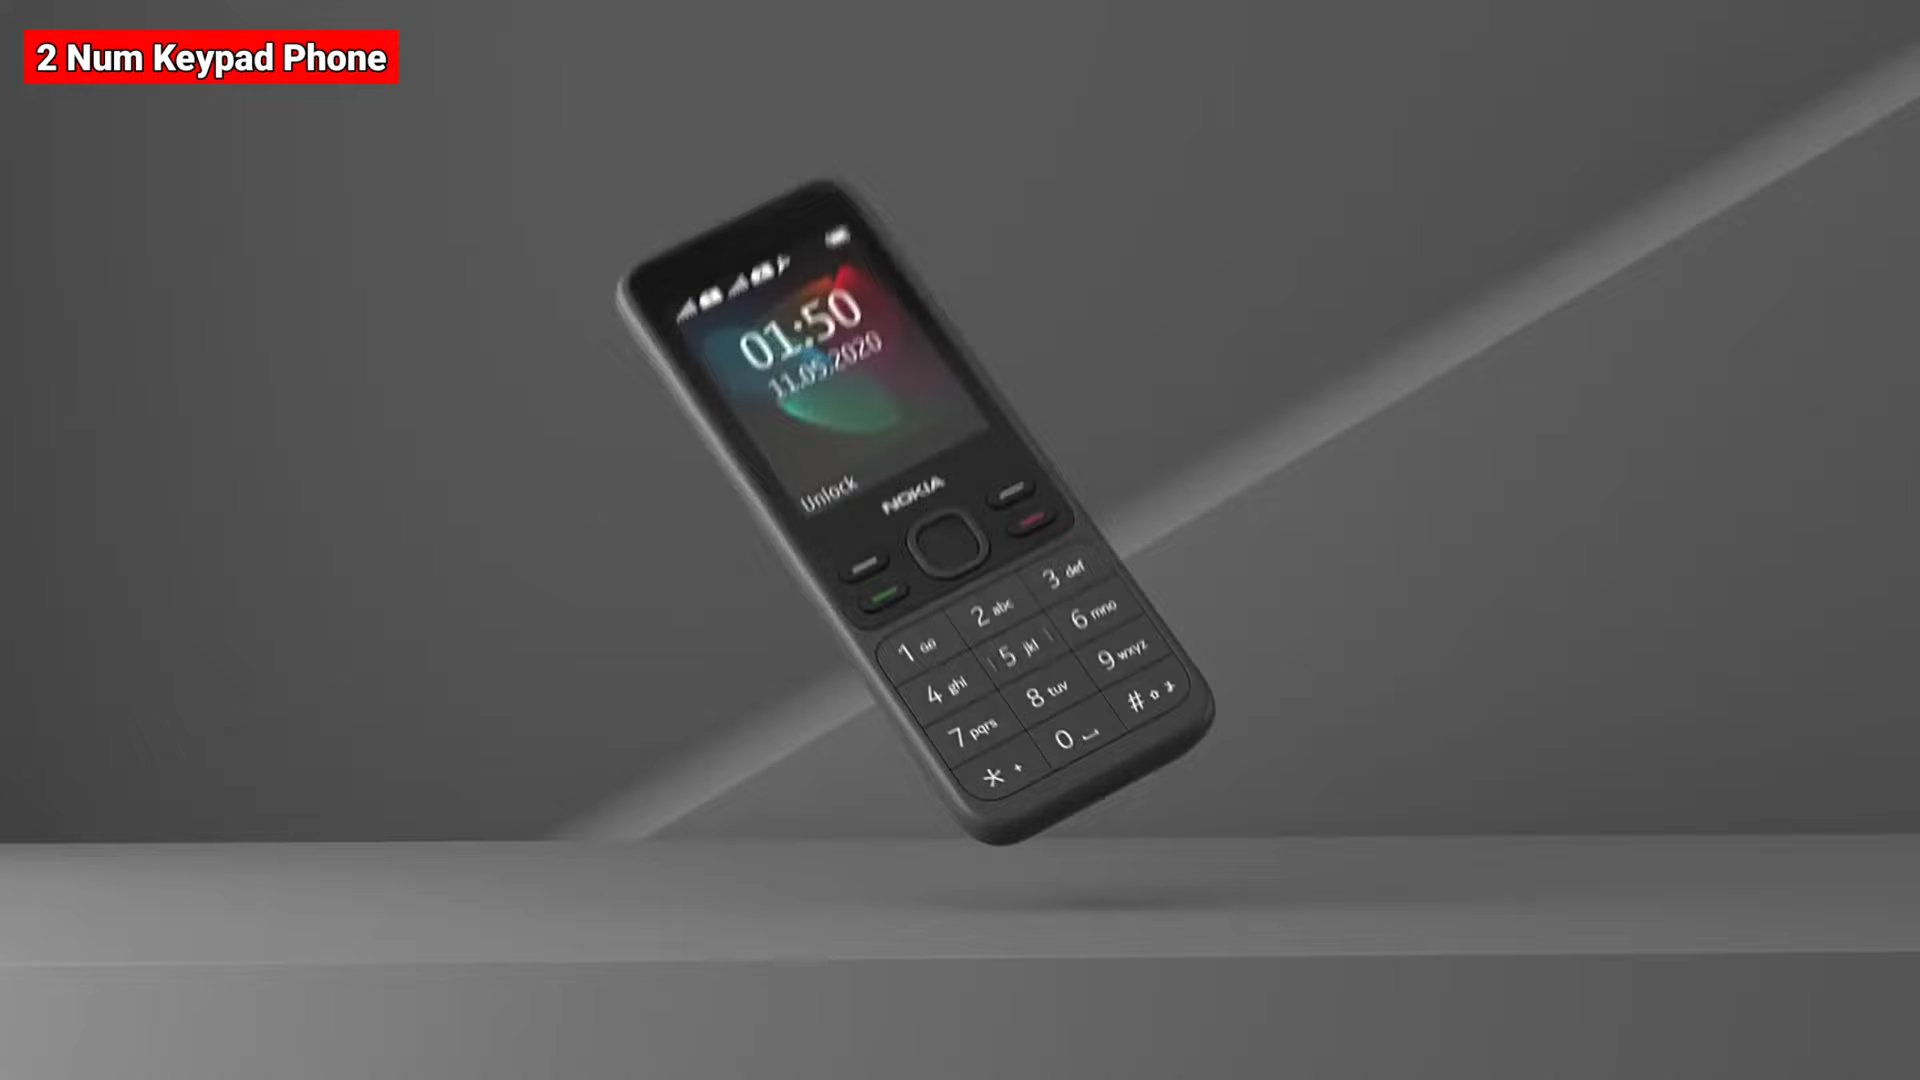 2 Num Keypad Phone
01:50
11.05.2020
Unlock
NOKIA
1 2 abc 3 def
4 ghi 5 jkl 6 mno
7 pqrs 8 tuv 9 wxyz
* + 0 #